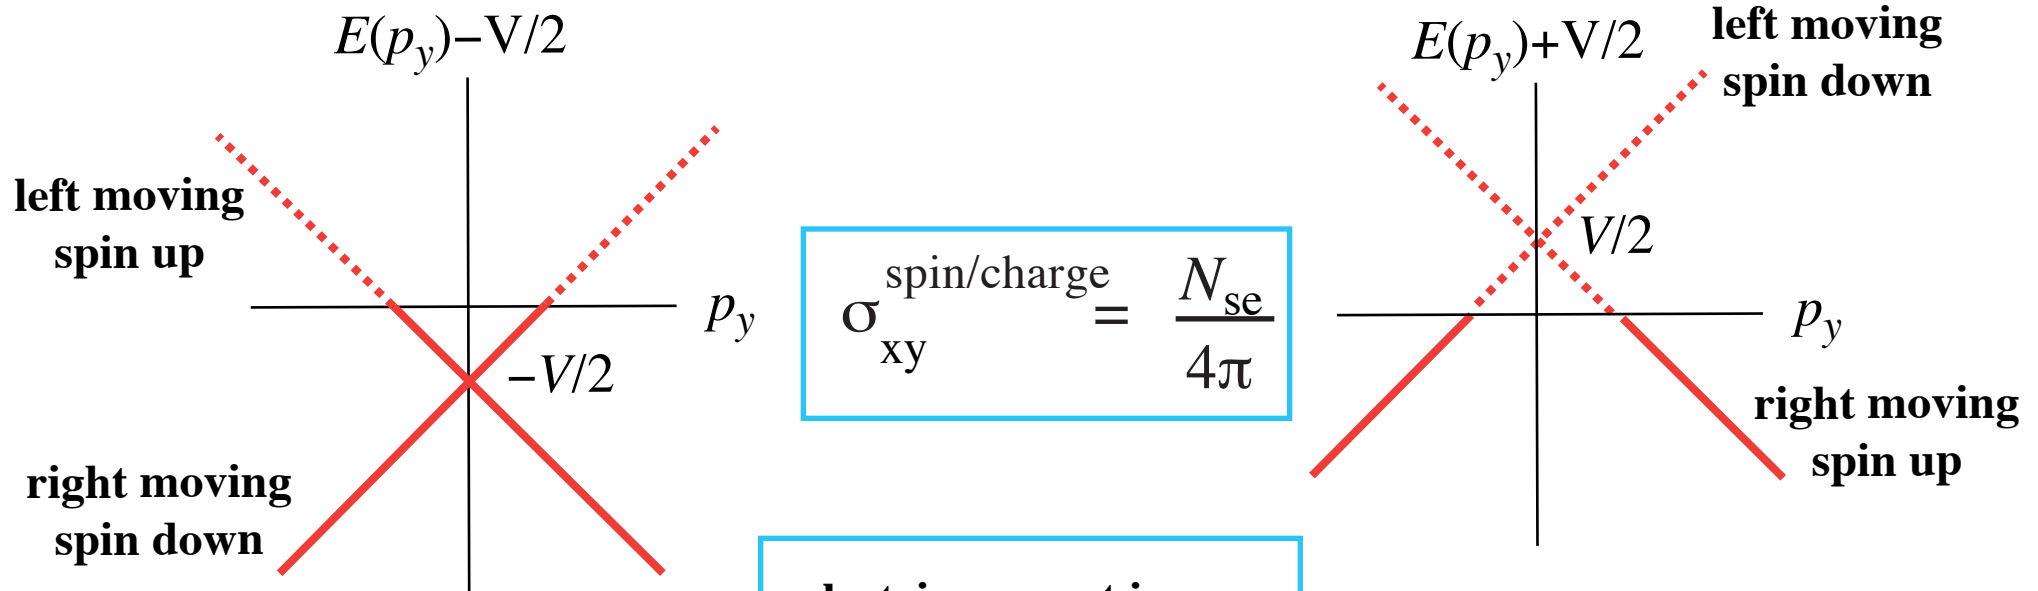 E(p_y)−V/2
left moving
spin up
p_y
−V/2
right moving
spin down
σ_xy^spin/charge = N_se/4π
E(p_y)+V/2
left moving
spin down
V/2
p_y
right moving
spin up